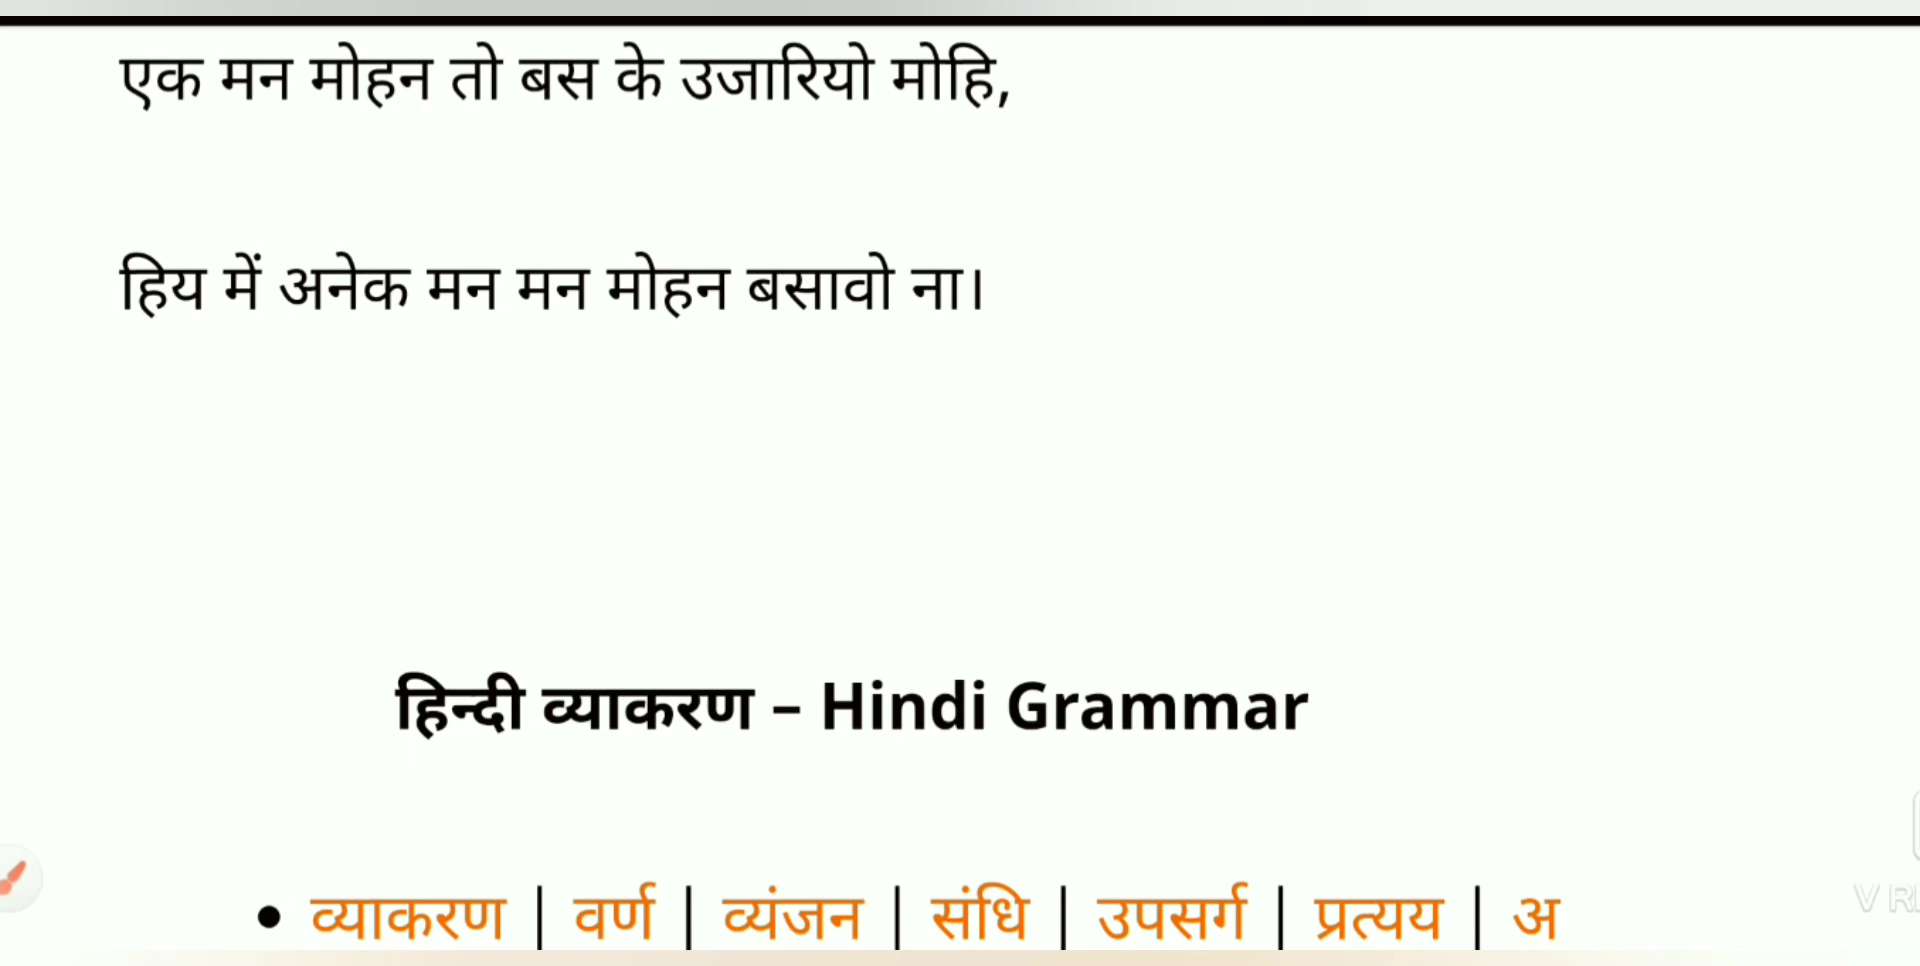 एक मन मोहन तो बस के उजारियो मोहि,
हिय में अनेक मन मन मोहन बसावो ना।
हिन्दी व्याकरण – Hindi Grammar
• व्याकरण | वर्ण | व्यंजन | संधि | उपसर्ग | प्रत्यय | अ